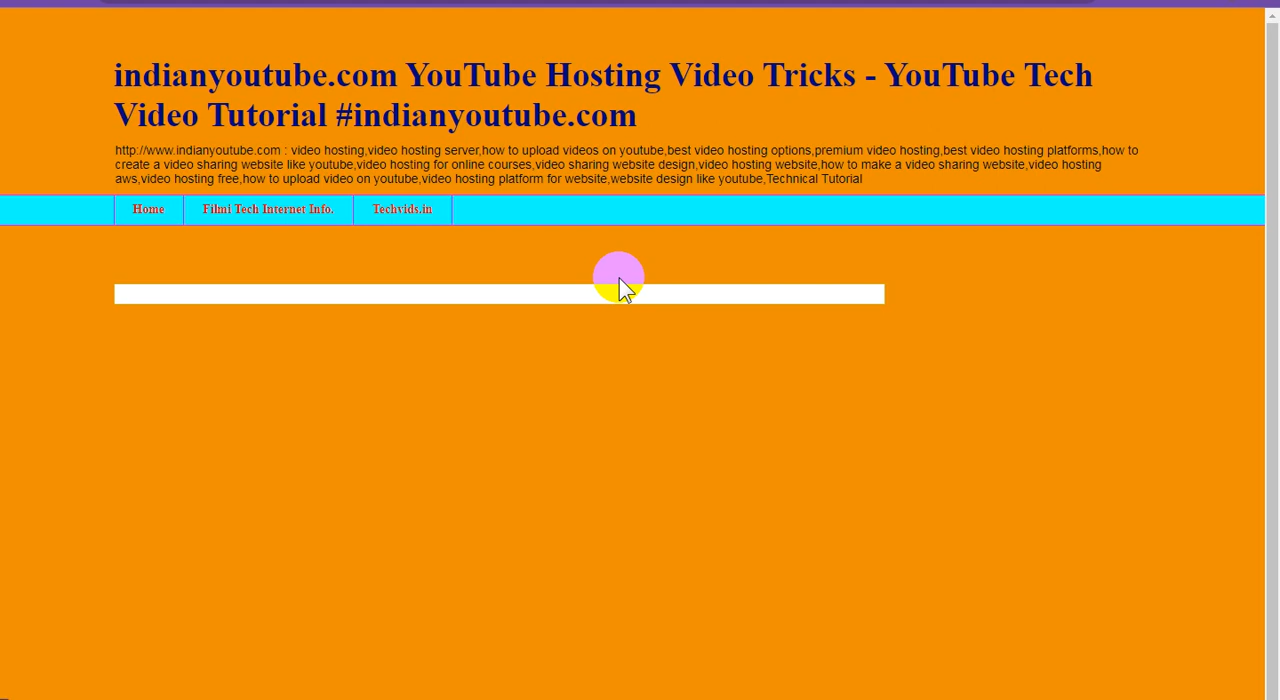 indianyoutube.com YouTube Hosting Video Tricks - YouTube Tech
Video Tutorial #indianyoutube.com
http://www.indianyoutube.com : video hosting,video hosting server,how to upload videos on youtube,best video hosting options,premium video hosting,best video hosting platforms,how to
create a video sharing website like youtube,video hosting for online courses,video sharing website design,video hosting website,how to make a video sharing website,video hosting
aws,video hosting free,how to upload video on youtube,video hosting platform for website,website design like youtube,Technical Tutorial
Home Filmi Tech Internet Info. Techvids.in